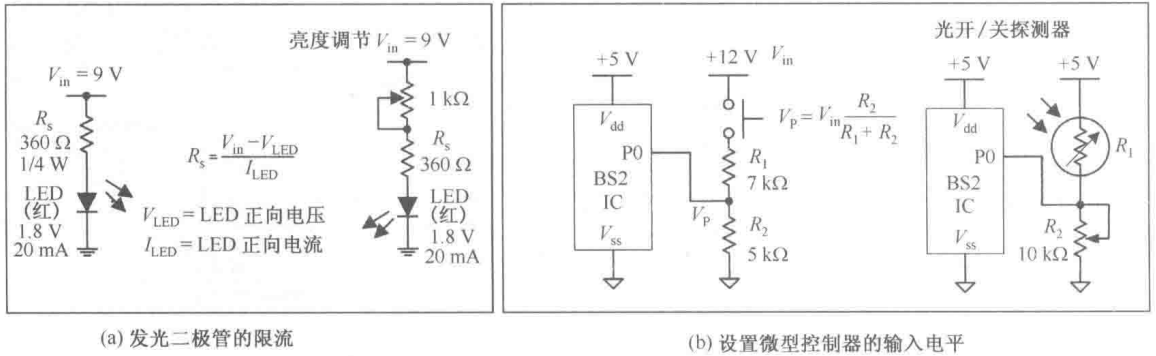 V_in = 9 V
R_s
360 Ω
1/4 W
LED
(红)
1.8 V
20 mA
R_s = (V_in − V_LED) / I_LED
V_LED = LED 正向电压
I_LED = LED 正向电流
亮度调节 V_in = 9 V
1 kΩ
R_s
360 Ω
LED
(红)
1.8 V
20 mA
(a) 发光二极管的限流
+5 V
V_dd
P0
BS2
IC
V_ss
+12 V V_in
V_P = V_in R_2 / (R_1 + R_2)
R_1
7 kΩ
V_P
R_2
5 kΩ
光开/关探测器
+5 V
V_dd
P0
BS2
IC
V_ss
+5 V
R_1
R_2
10 kΩ
(b) 设置微型控制器的输入电平